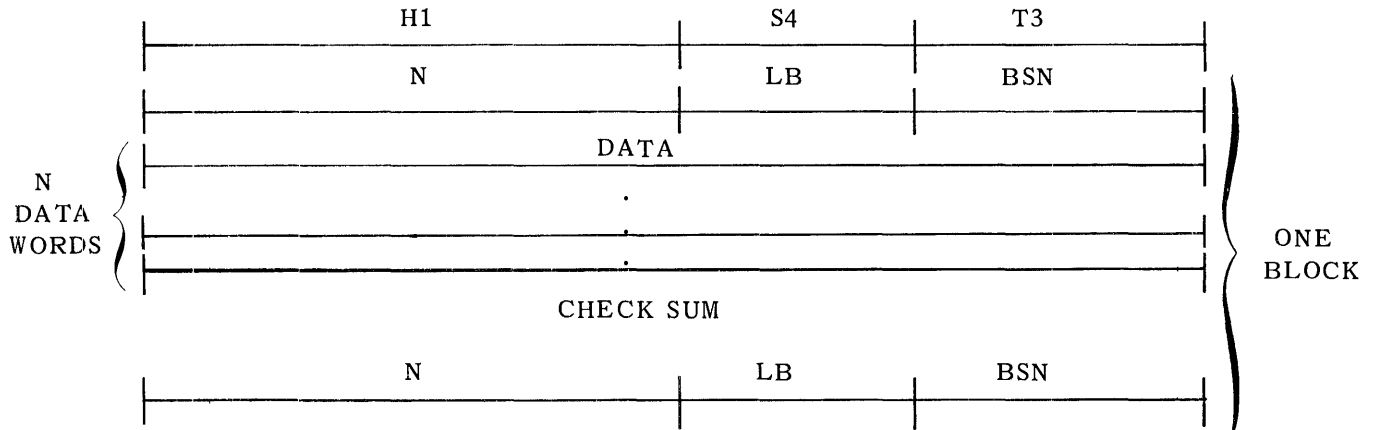 H1 S4 T3
N LB BSN
DATA
N
DATA
WORDS
ONE
BLOCK
CHECK SUM
N LB BSN